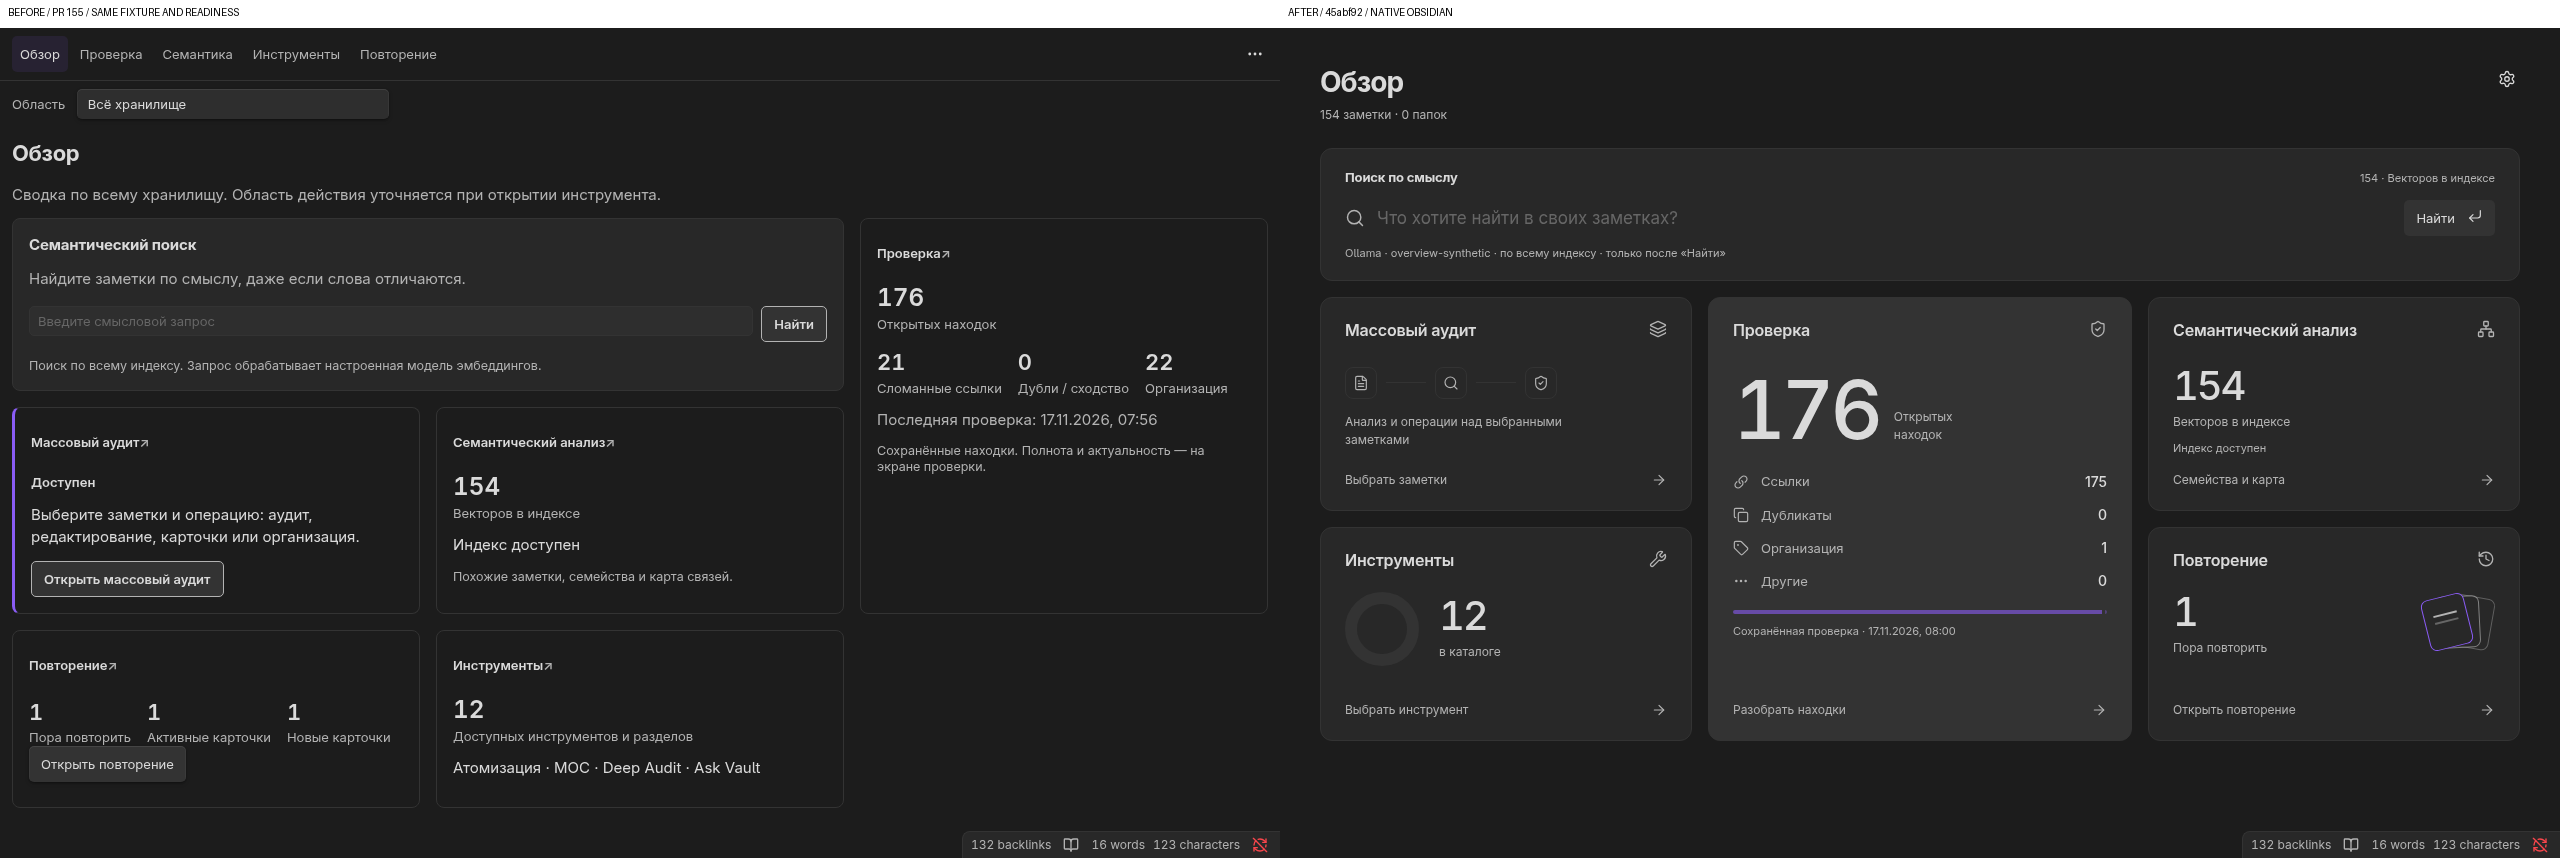 BEFORE / PR 155 / SAME FIXTURE AND READINESS
Обзор
Проверка
Семантика
Инструменты
Повторение
Область
Всё хранилище
Обзор
Сводка по всему хранилищу. Область действия уточняется при открытии инструмента.
Семантический поиск
Найдите заметки по смыслу, даже если слова отличаются.
Введите смысловой запрос
Найти
Поиск по всему индексу. Запрос обрабатывает настроенная модель эмбеддингов.
Проверка↗
176
Открытых находок
21
0
22
Сломанные ссылки
Дубли / сходство
Организация
Последняя проверка: 17.11.2026, 07:56
Сохранённые находки. Полнота и актуальность — на
экране проверки.
Массовый аудит↗
Доступен
Выберите заметки и операцию: аудит,
редактирование, карточки или организация.
Открыть массовый аудит
Семантический анализ↗
154
Векторов в индексе
Индекс доступен
Похожие заметки, семейства и карта связей.
Повторение↗
1
1
1
Пора повторить
Активные карточки
Новые карточки
Открыть повторение
Инструменты↗
12
Доступных инструментов и разделов
Атомизация · MOC · Deep Audit · Ask Vault
132 backlinks
16 words
123 characters
AFTER / 45abf92 / NATIVE OBSIDIAN
Обзор
154 заметки · 0 папок
Поиск по смыслу
154 · Векторов в индексе
Что хотите найти в своих заметках?
Найти
Ollama · overview-synthetic · по всему индексу · только после «Найти»
Массовый аудит
Анализ и операции над выбранными
заметками
Выбрать заметки
Проверка
176
Открытых
находок
Ссылки
175
Дубликаты
0
Организация
1
Другие
0
Сохранённая проверка · 17.11.2026, 08:00
Разобрать находки
Семантический анализ
154
Векторов в индексе
Индекс доступен
Семейства и карта
Инструменты
12
в каталоге
Выбрать инструмент
Повторение
1
Пора повторить
Открыть повторение
132 backlinks
16 words
123 characters